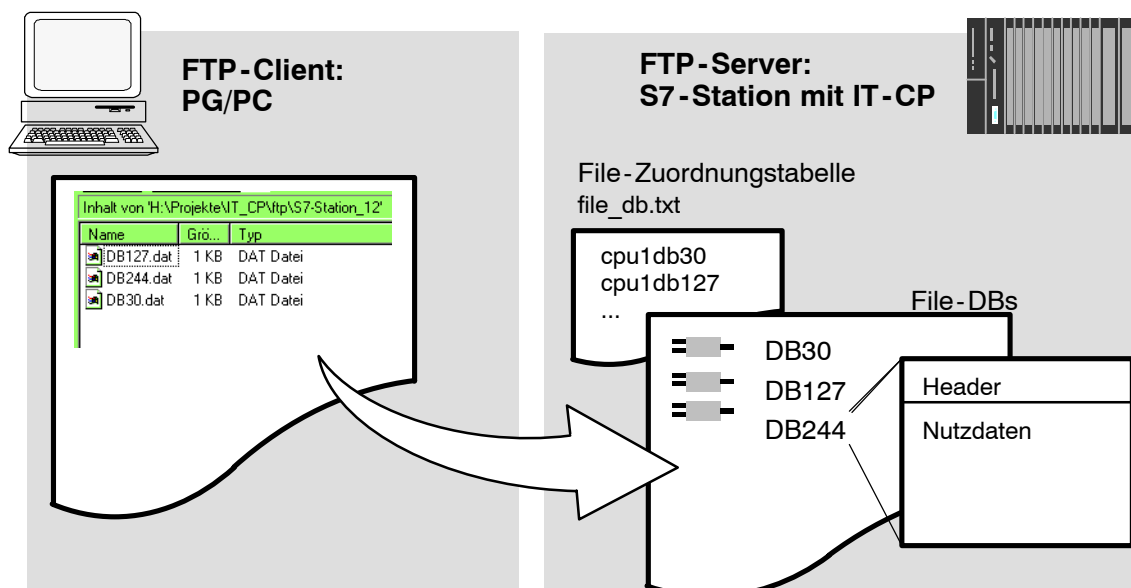 FTP-Client:
PG/PC
Inhalt von 'H:\Projekte\IT_CP\ftp\S7-Station_12'
Name Grö... Typ
DB127.dat 1 KB DAT Datei
DB244.dat 1 KB DAT Datei
DB30.dat 1 KB DAT Datei
FTP-Server:
S7-Station mit IT-CP
File-Zuordnungstabelle
file_db.txt
cpu1db30
cpu1db127
...
File-DBs
DB30
DB127
DB244
Header
Nutzdaten